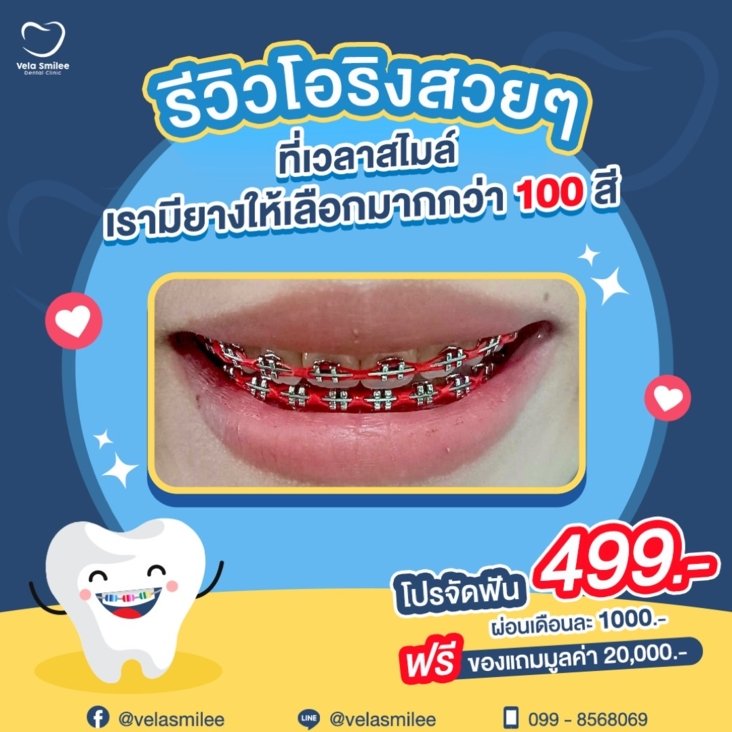 Vela Smilee
Dental Clinic
รีวิวโอริงสวยๆ
ที่เวลาสไมล์
เรามียางให้เลือกมากกว่า 100 สี
โปรจัดฟัน 499.-
ผ่อนเดือนละ 1000.-
ฟรี ของแถมมูลค่า 20,000.-
@velasmilee
LINE @velasmilee
099 - 8568069